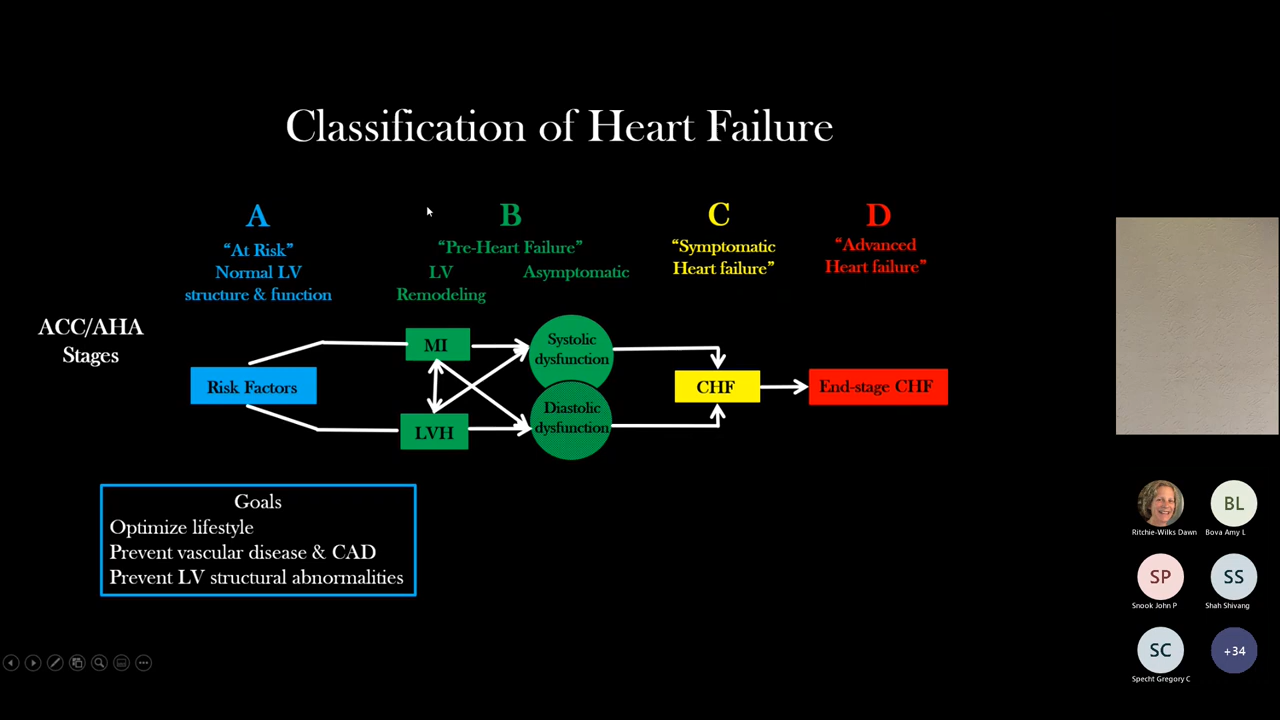 Classification of Heart Failure
A
“At Risk”
Normal LV
structure & function
B
“Pre-Heart Failure”
LV
Remodeling
Asymptomatic
C
“Symptomatic
Heart failure”
D
“Advanced
Heart failure”
ACC/AHA
Stages
Risk Factors
MI
LVH
Systolic
dysfunction
Diastolic
dysfunction
CHF
End-stage CHF
Goals
Optimize lifestyle
Prevent vascular disease & CAD
Prevent LV structural abnormalities
Ritchie-Wilks Dawn
BL
Bova Amy L
SP
Snook John P
SS
Shah Shivang
SC
Specht Gregory C
+34